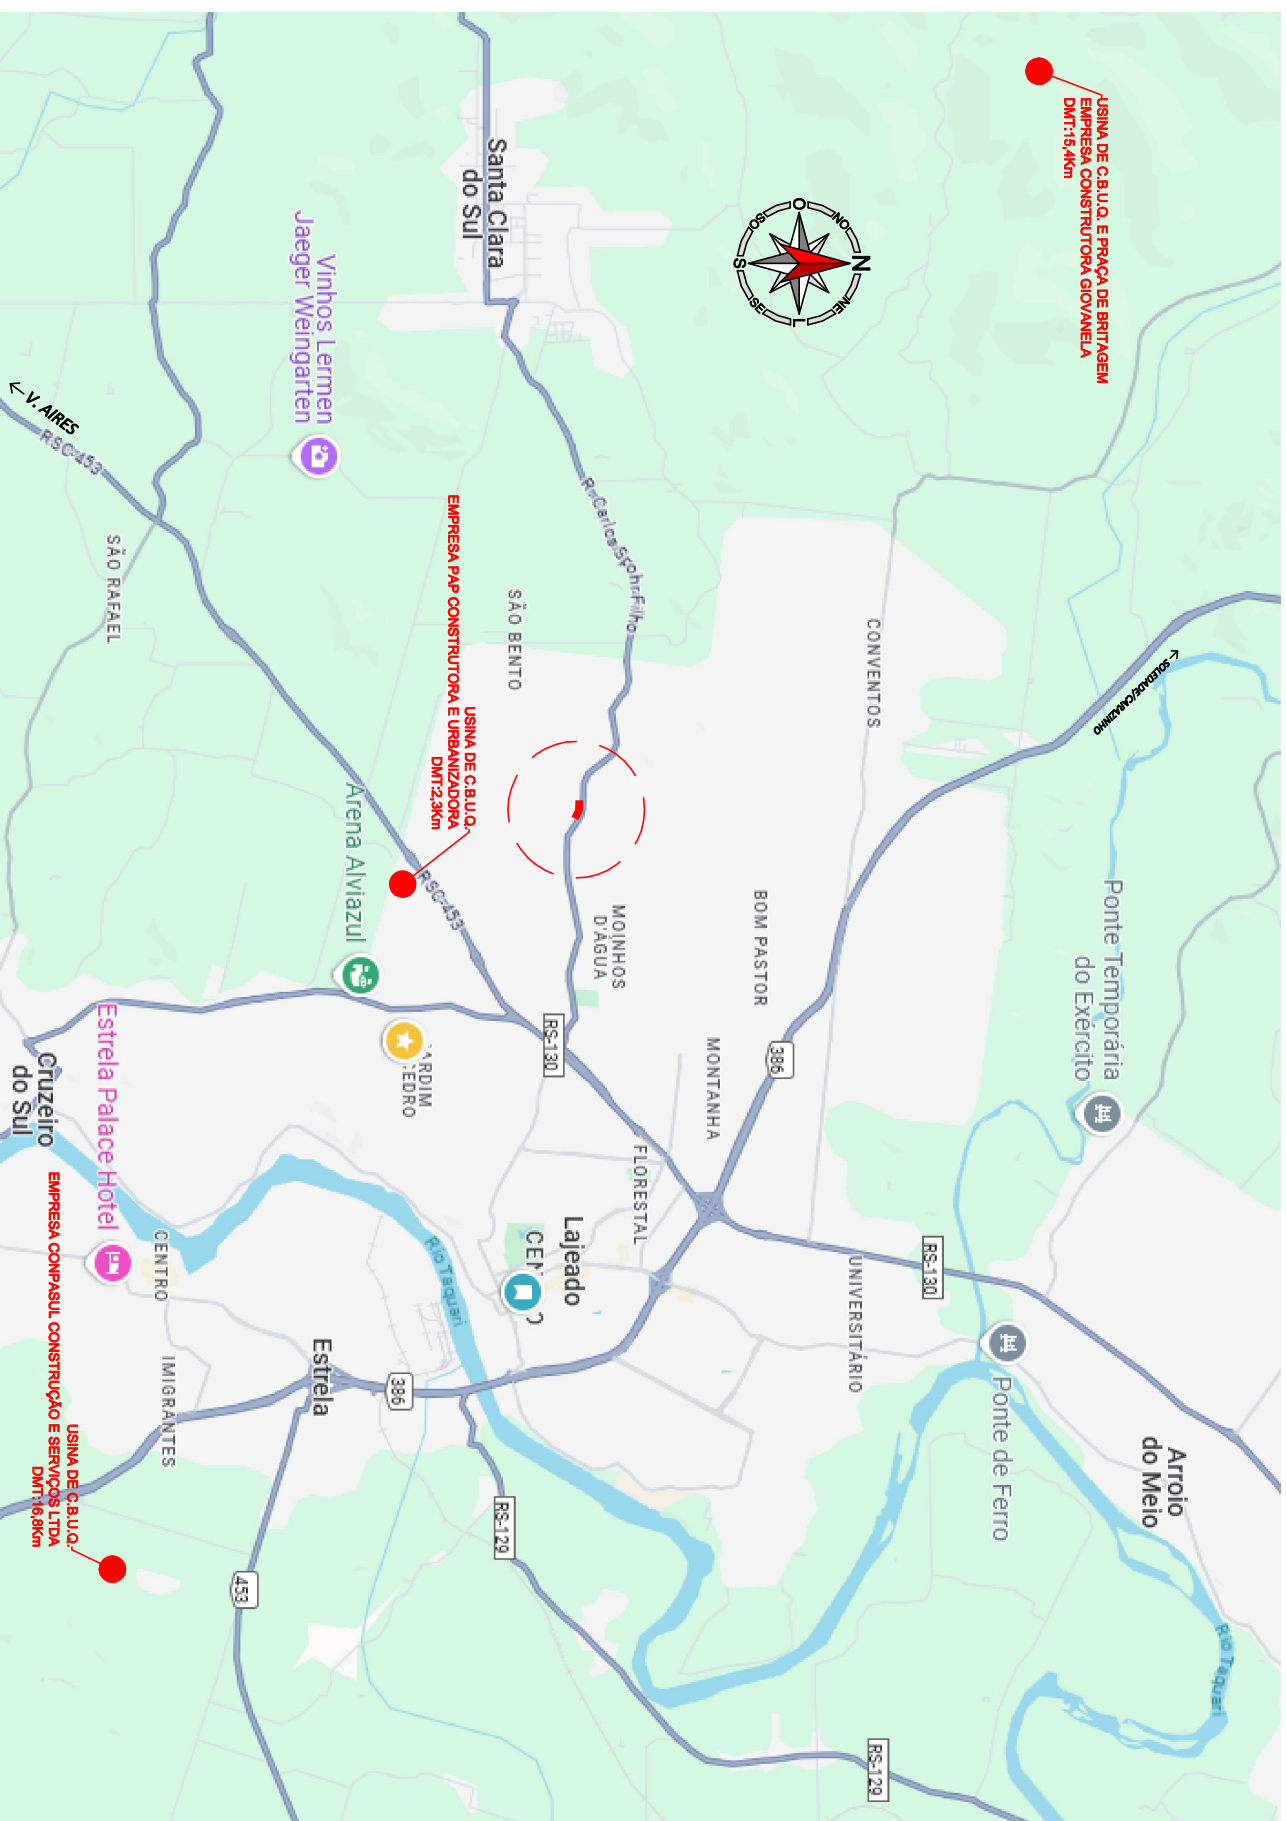 USINA DE C.B.U.Q. E PRAÇA DE BRITAGEM
EMPRESA CONSTRUTORA GIOVANELA
DMT:15,4Km
N
NE
L
SE
S
SO
O
NO
Santa Clara
do Sul
Vinhos Lermen
Jaeger Weingarten
←V. AIRES
RSC-453
SÃO RAFAEL
R. Carlos Spohr Filho
SÃO BENTO
CONVENTOS
SOLEDADE/CARAZINHO→
USINA DE C.B.U.Q.
EMPRESA PAP CONSTRUTORA E URBANIZADORA
DMT:2,3Km
RSC-453
Arena Alviazul
MOINHOS
D'ÁGUA
BOM PASTOR
Ponte Temporária
do Exército
RS-130
386
MONTANHA
FLORESTAL
Lajeado
RS-130
UNIVERSITÁRIO
Ponte de Ferro
Arroio
do Meio
Rio Taquari
Cruzeiro
do Sul
Estrela Palace Hotel
CENTRO
IMIGRANTES
Rio Taquari
Estrela
386
RS-129
453
RS-129
USINA DE C.B.U.Q.
EMPRESA CONPASUL CONSTRUÇÃO E SERVIÇOS LTDA
DMT:16,8Km